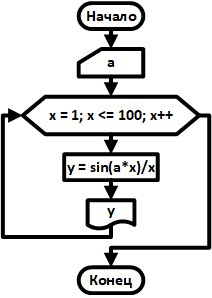 Начало
a
x = 1; x <= 100; x++
y = sin(a*x)/x
y
Конец